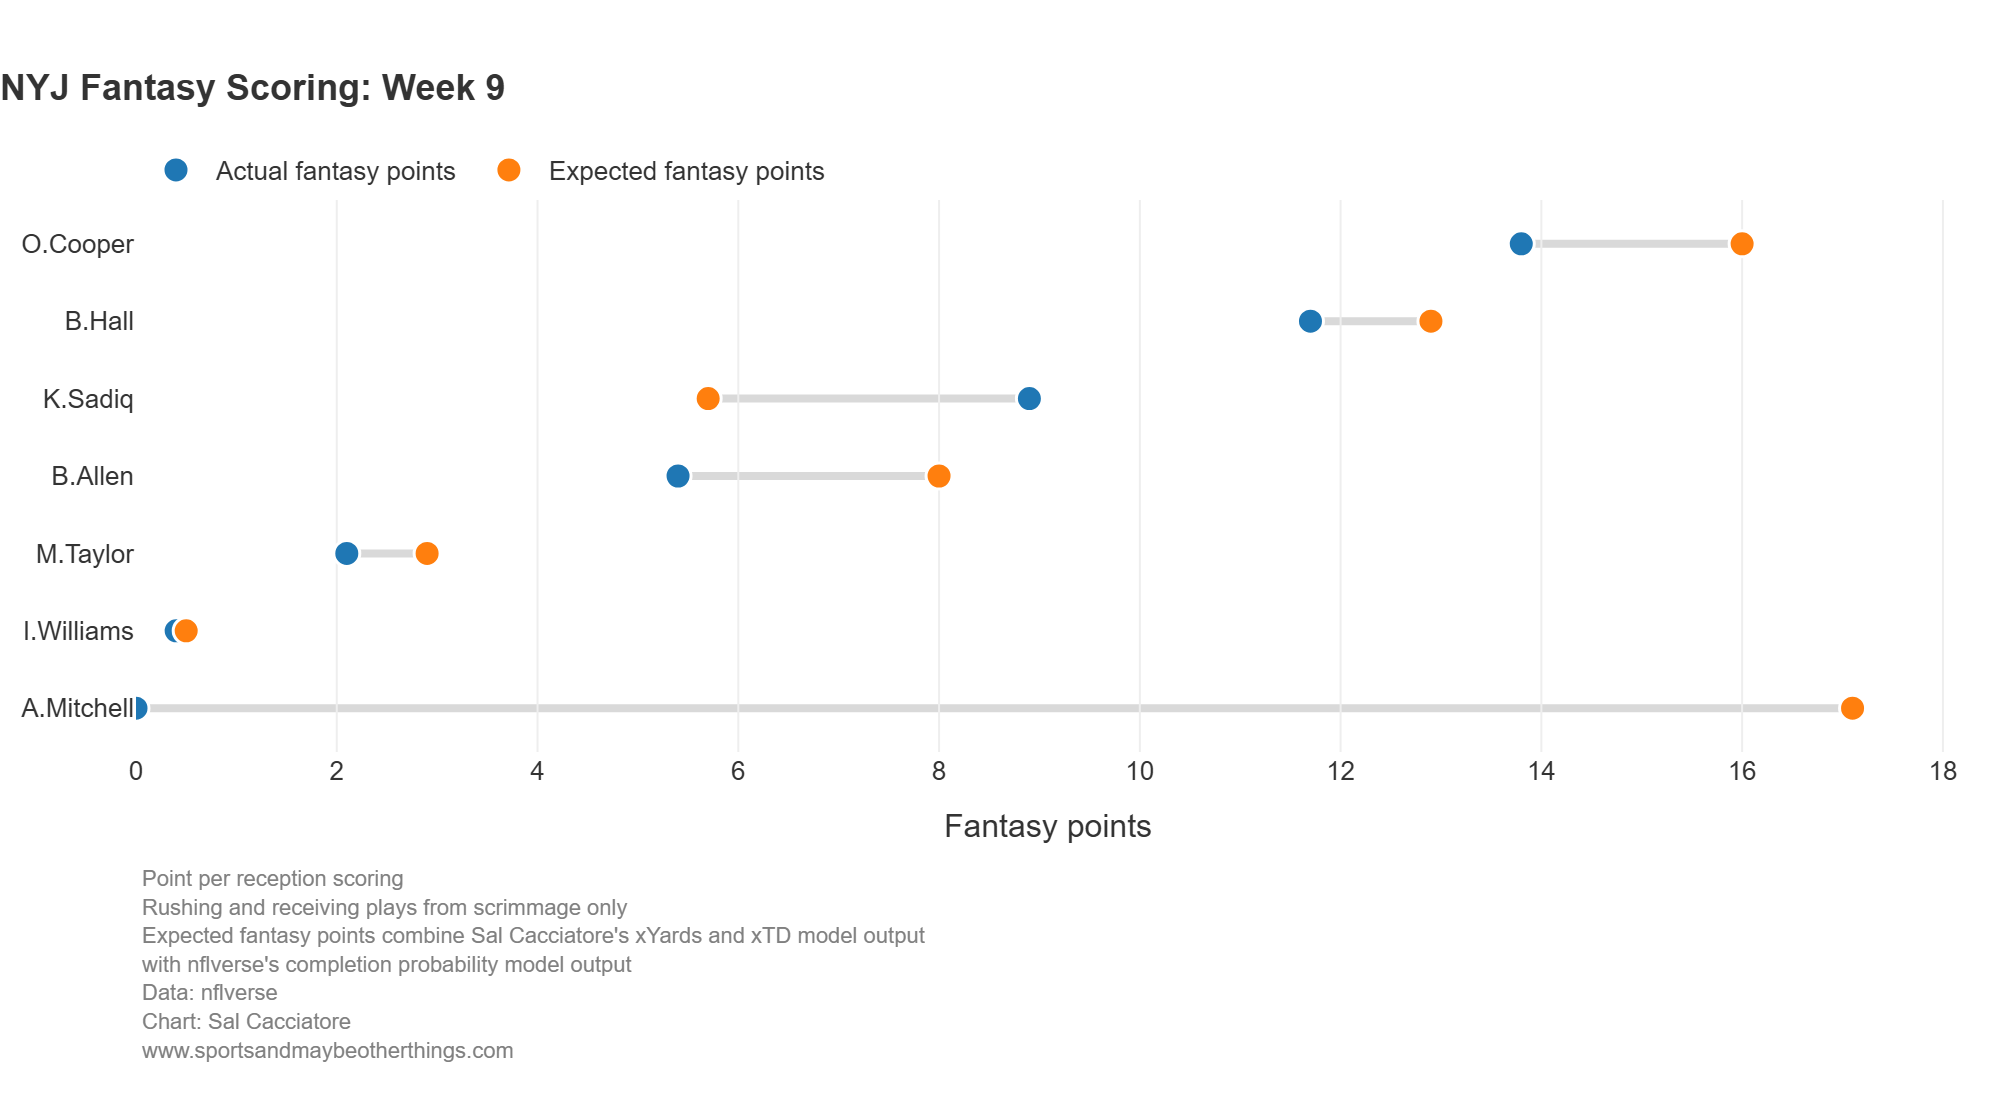 NYJ Fantasy Scoring: Week 9
Actual fantasy points
Expected fantasy points
O.Cooper
B.Hall
K.Sadiq
B.Allen
M.Taylor
I.Williams
A.Mitchell
0 2 4 6 8 10 12 14 16 18
Fantasy points
Point per reception scoring
Rushing and receiving plays from scrimmage only
Expected fantasy points combine Sal Cacciatore's xYards and xTD model output
with nflverse's completion probability model output
Data: nflverse
Chart: Sal Cacciatore
www.sportsandmaybeotherthings.com